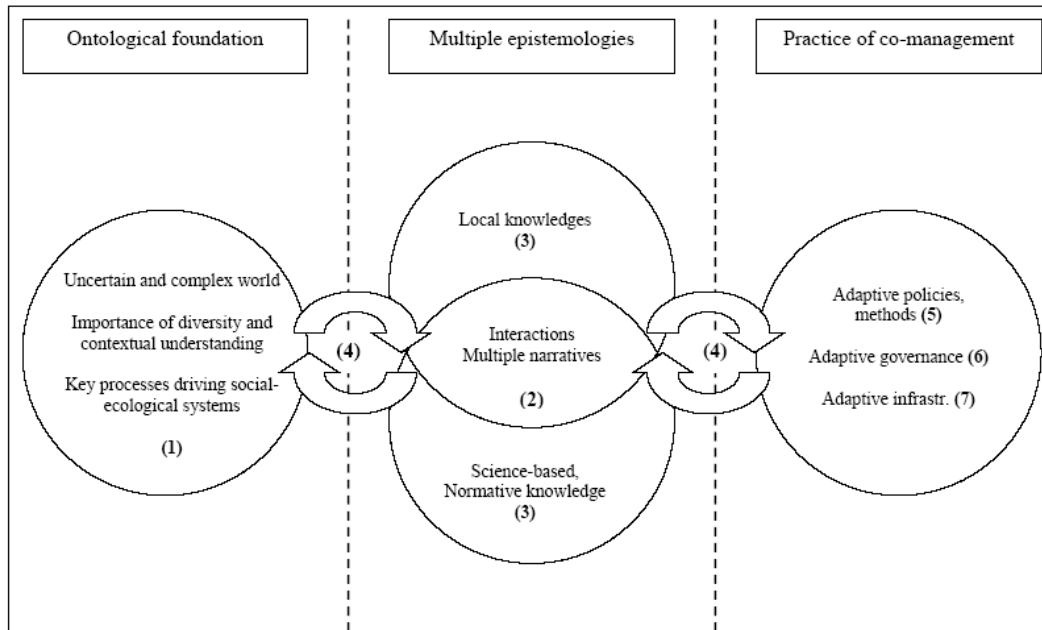 Ontological foundation
Multiple epistemologies
Practice of co-management
Uncertain and complex world
Importance of diversity and
contextual understanding
Key processes driving social-
ecological systems
(1)
(4)
Local knowledges
(3)
Interactions
Multiple narratives
(2)
Science-based,
Normative knowledge
(3)
(4)
Adaptive policies,
methods (5)
Adaptive governance (6)
Adaptive infrastr. (7)